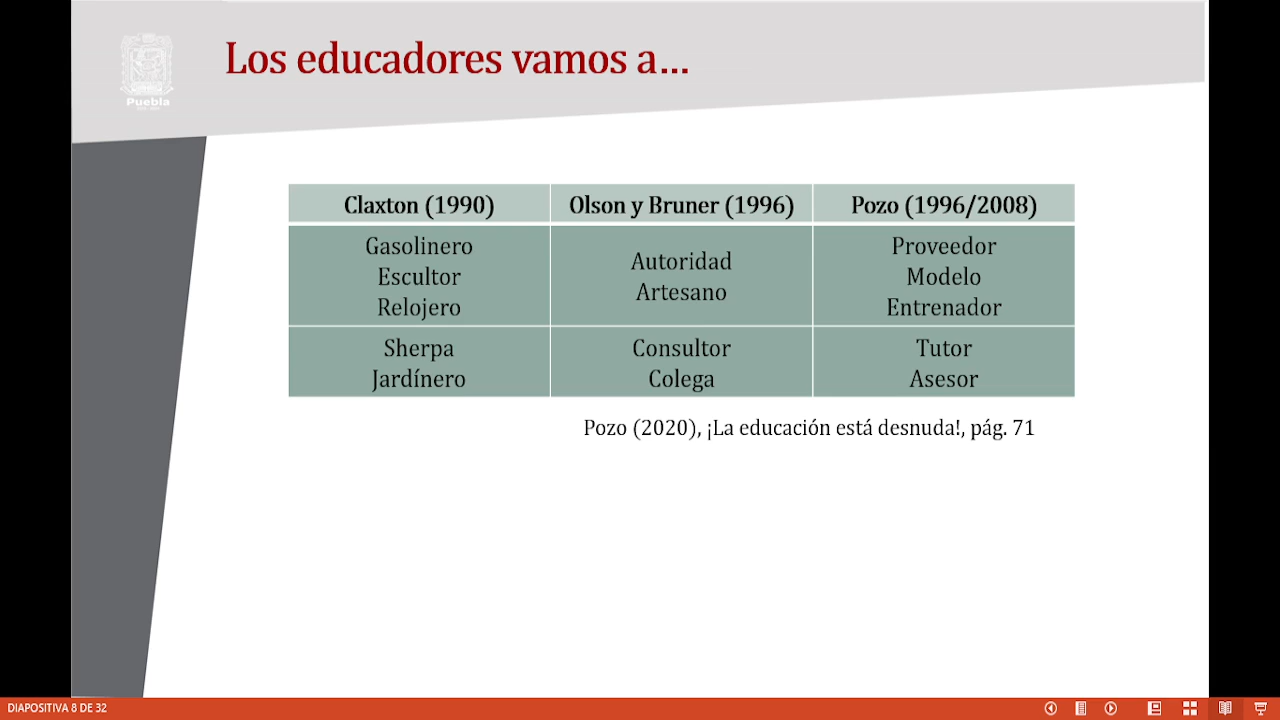 Los educadores vamos a...
Puebla
Claxton (1990) Olson y Bruner (1996) Pozo (1996/2008)
Gasolinero
Escultor
Relojero
Autoridad
Artesano
Proveedor
Modelo
Entrenador
Sherpa
Jardínero
Consultor
Colega
Tutor
Asesor
Pozo (2020), ¡La educación está desnuda!, pág. 71
DIAPOSITIVA 8 DE 32